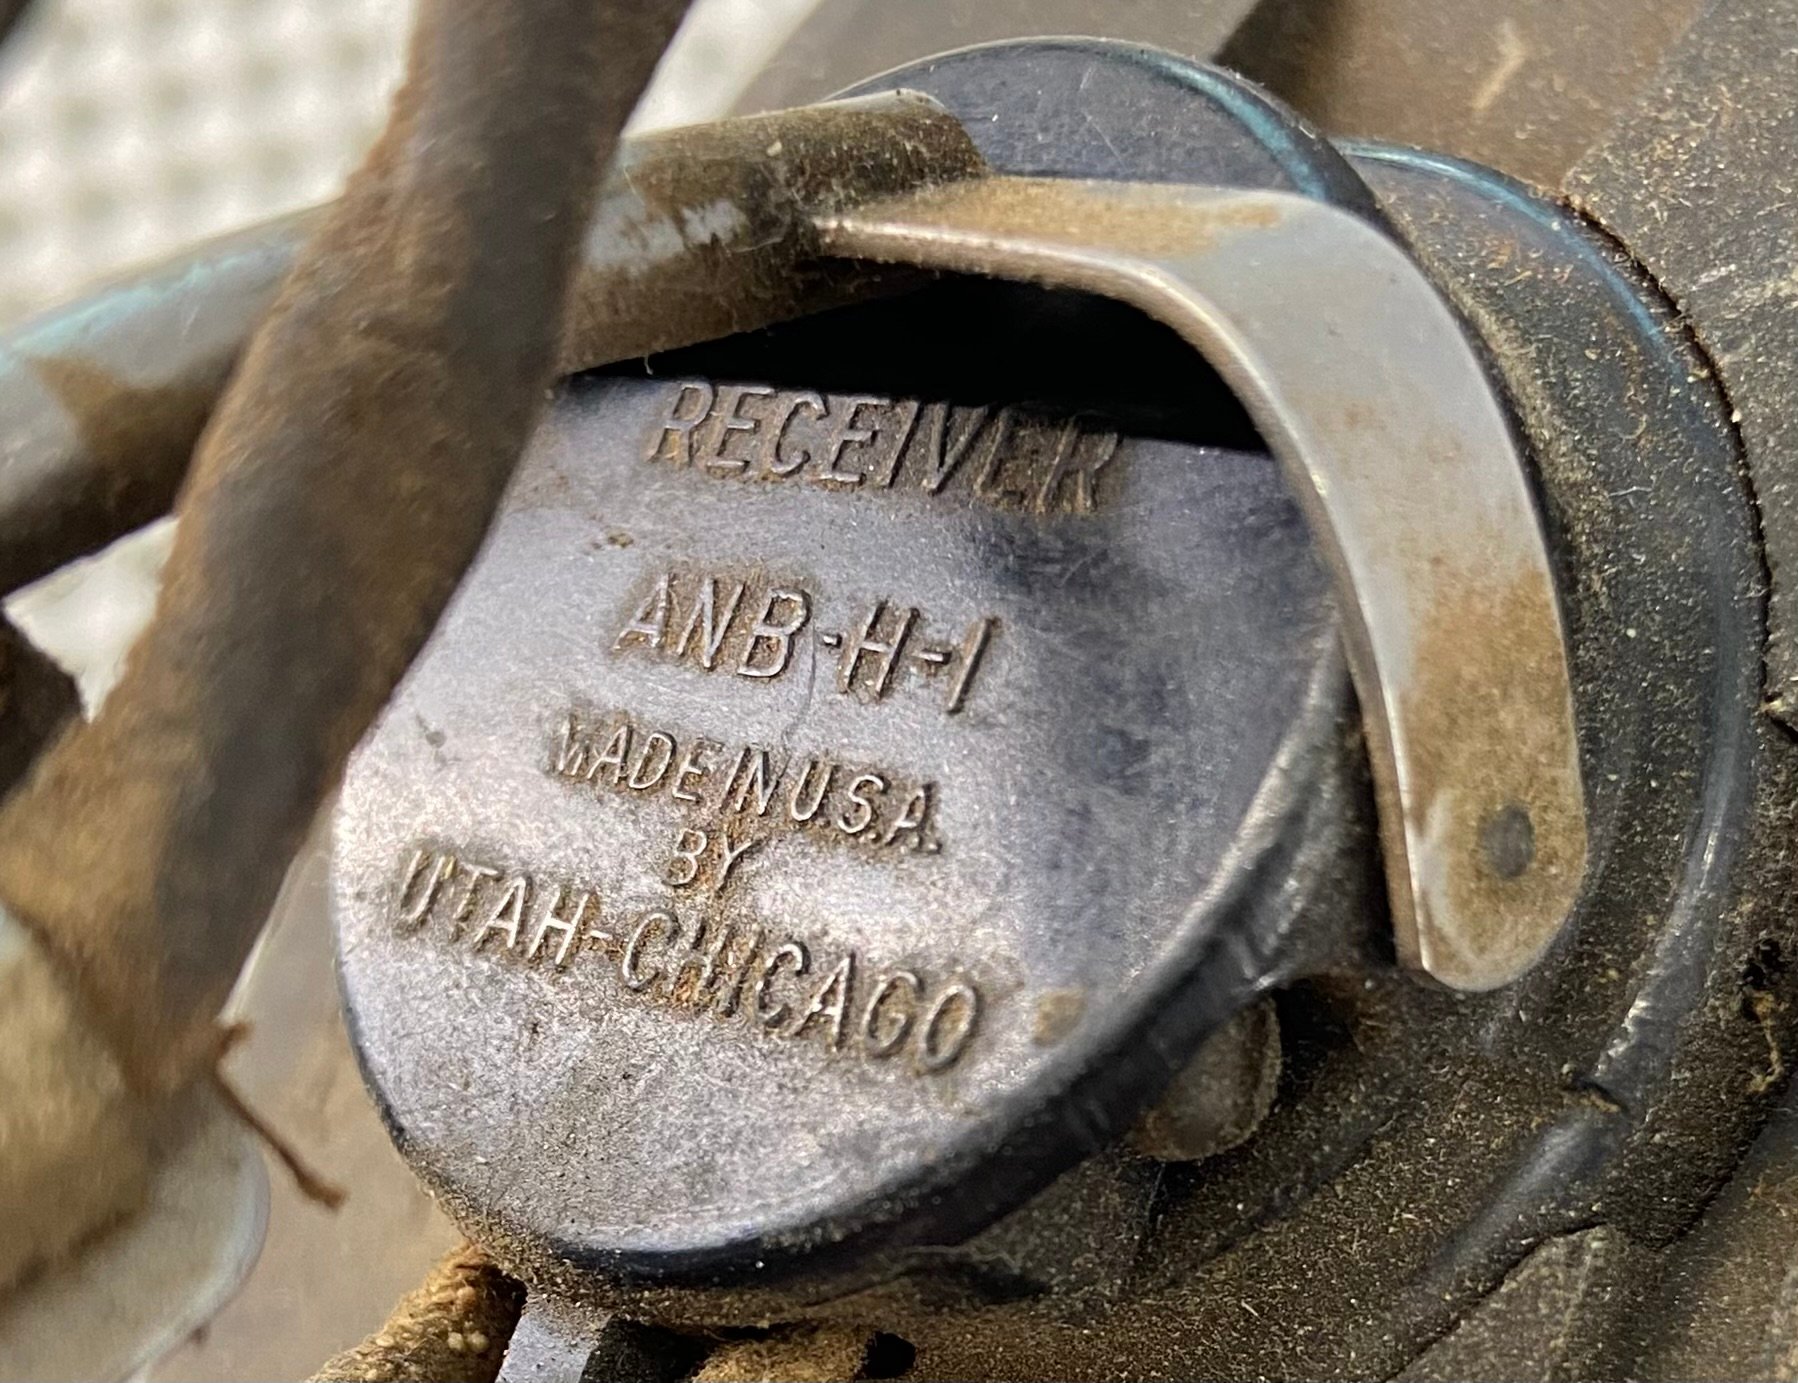 RECEIVER
ANB-H-1
MADE IN U.S.A.
BY
UTAH-CHICAGO